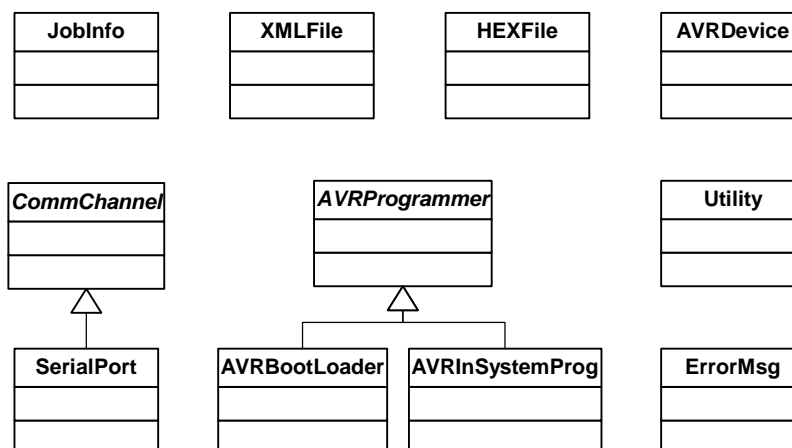 JobInfo
XMLFile
HEXFile
AVRDevice
CommChannel
AVRProgrammer
Utility
SerialPort
AVRBootLoader
AVRInSystemProg
ErrorMsg